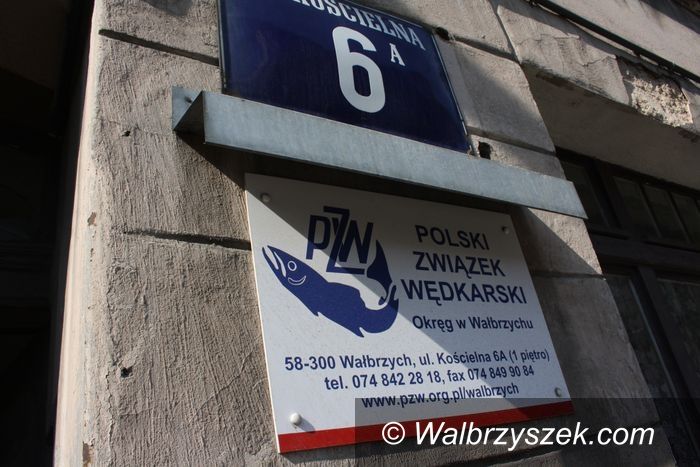 KOŚCIELNA
6 A
PZW
POLSKI
ZWIĄZEK
WĘDKARSKI
Okręg w Wałbrzychu
58-300 Wałbrzych, ul. Kościelna 6A (1 piętro)
tel. 074 842 28 18, fax 074 849 90 84
www.pzw.org.pl/walbrzych
© Walbrzyszek.com